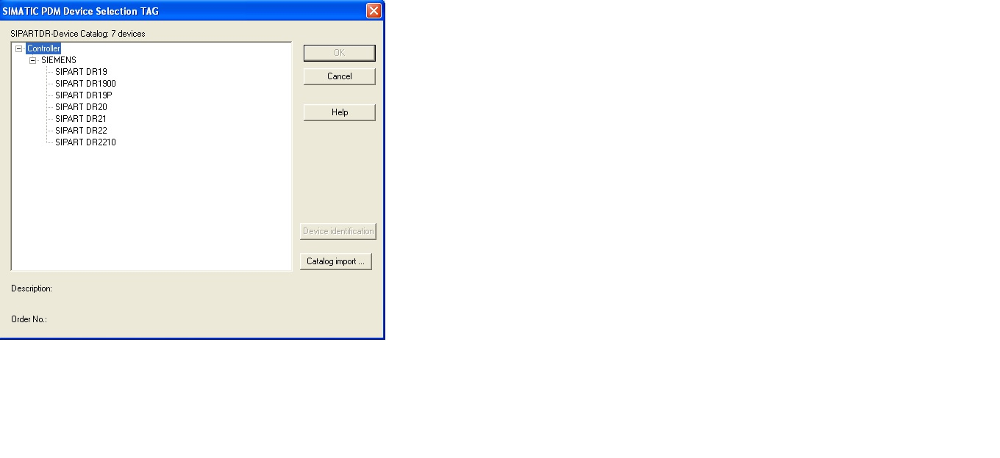 SIMATIC PDM Device Selection TAG
SIPARTDR-Device Catalog: 7 devices
Controller
OK
SIEMENS
SIPART DR19
Cancel
SIPART DR1900
SIPART DR19P
SIPART DR20
Help
SIPART DR21
SIPART DR22
SIPART DR2210
Device identification
Catalog import ...
Description:
Order No.: